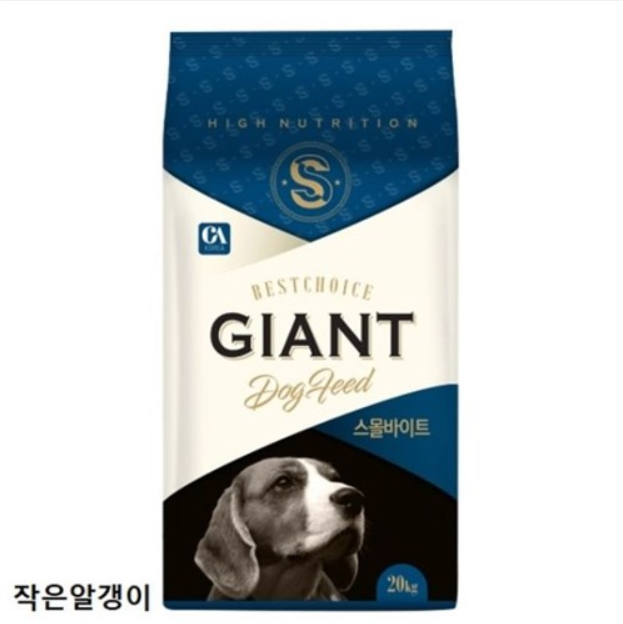 HIGH NUTRITION
S
CA
KOREA
BESTCHOICE
GIANT
Dog Feed
스몰바이트
20kg
작은알갱이